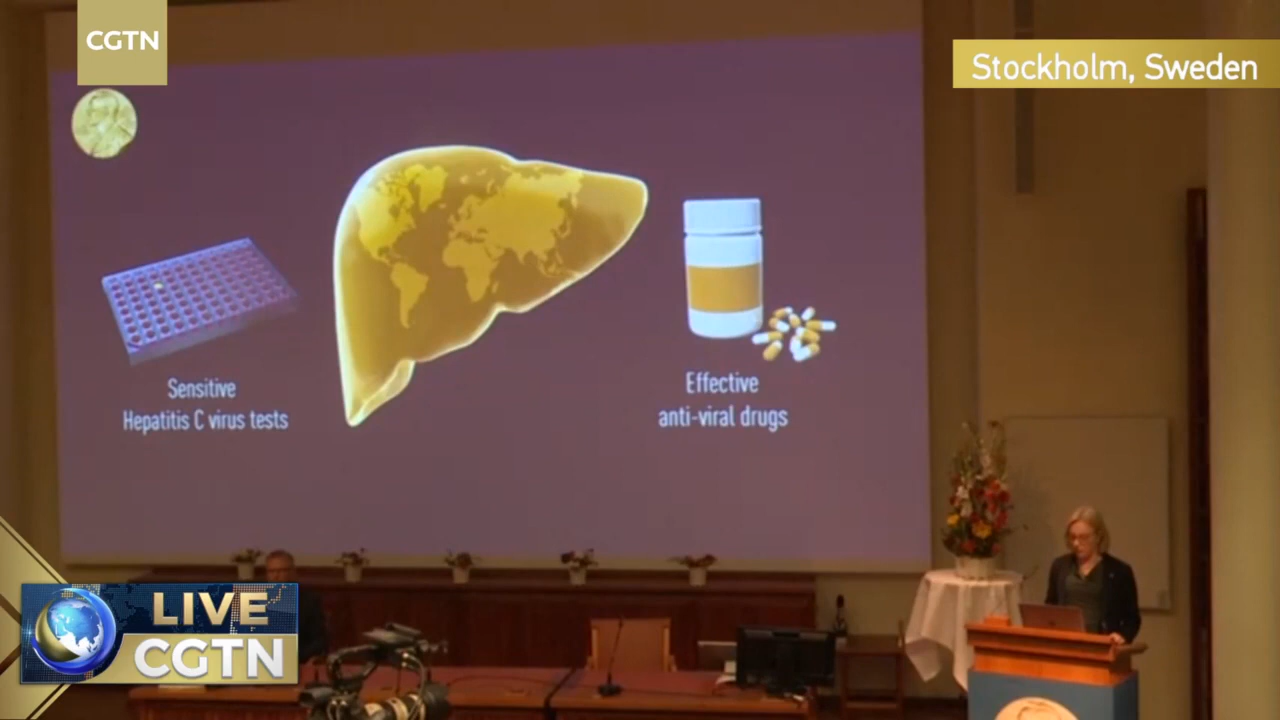 CGTN
Stockholm, Sweden
Sensitive
Hepatitis C virus tests
Effective
anti-viral drugs
LIVE
CGTN